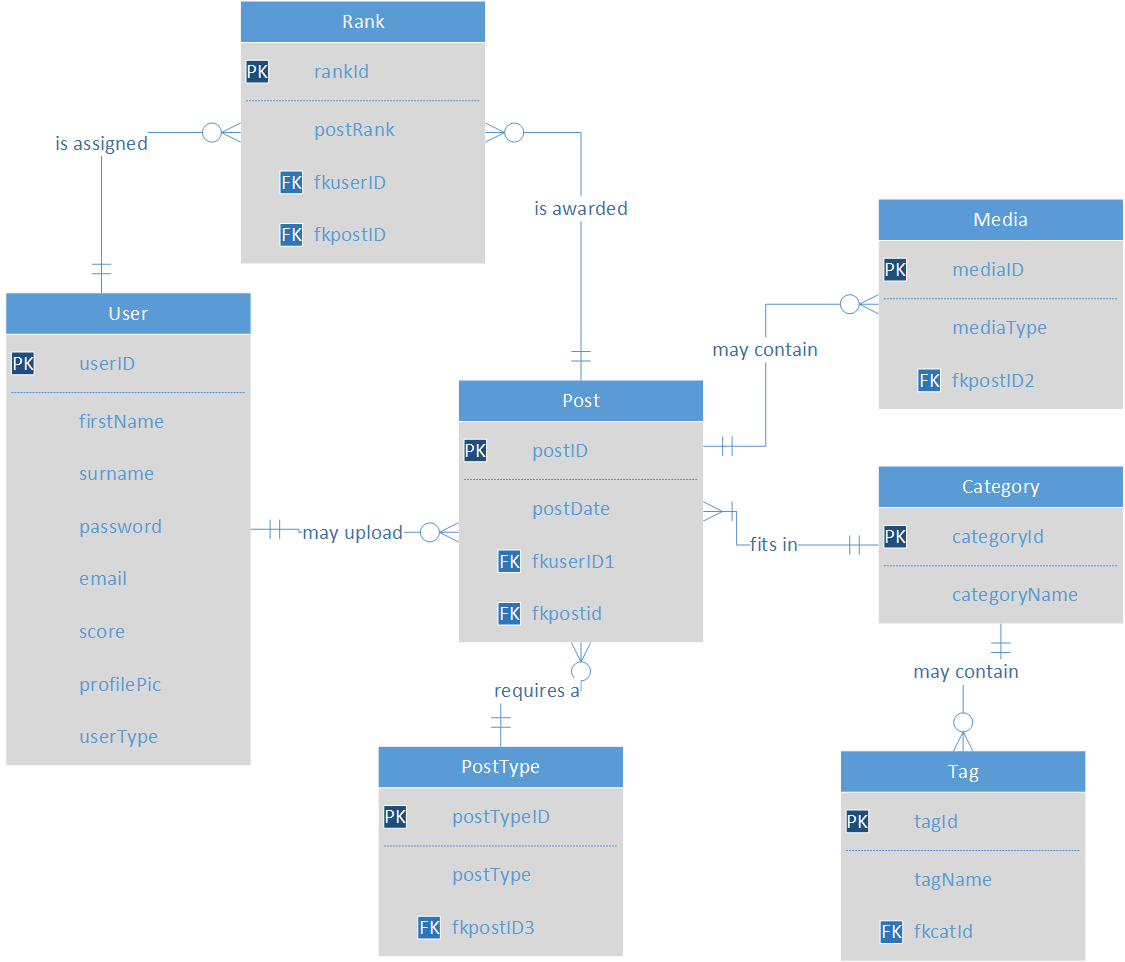 Rank
PK rankId
postRank
FK fkuserID
FK fkpostID
is assigned
is awarded
Media
PK mediaID
mediaType
FK fkpostID2
User
PK userID
firstName
surname
password
email
score
profilePic
userType
may contain
Post
PK postID
postDate
FK fkuserID1
FK fkpostid
may upload
fits in
Category
PK categoryId
categoryName
may contain
requires a
PostType
PK postTypeID
postType
FK fkpostID3
Tag
PK tagId
tagName
FK fkcatId